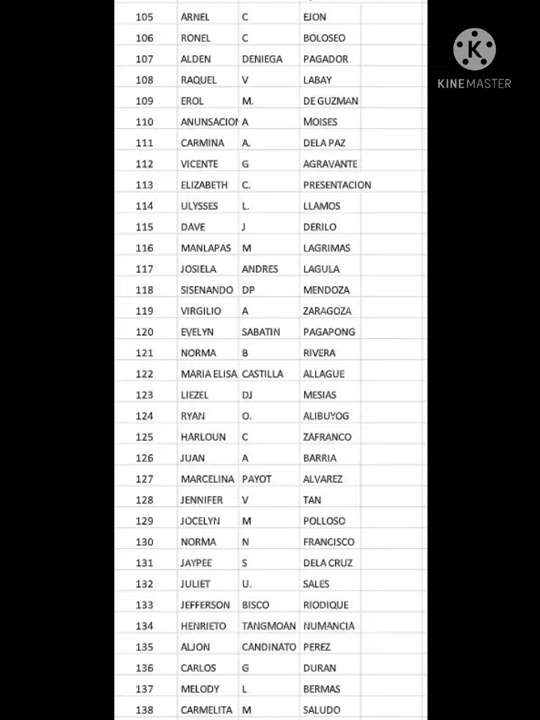 105 ARNEL C EJON
106 RONEL C BOLOSEO
107 ALDEN DENIEGA PAGADOR
108 RAQUEL V LABAY
109 EROL M. DE GUZMAN
110 ANUNSACION A MOISES
111 CARMINA A. DELA PAZ
112 VICENTE G AGRAVANTE
113 ELIZABETH C. PRESENTACION
114 ULYSSES L. LLAMOS
115 DAVE J DERILO
116 MANLAPAS M LAGRIMAS
117 JOSIELA ANDRES LAGULA
118 SISENANDO DP MENDOZA
119 VIRGILIO A ZARAGOZA
120 EVELYN SABATIN PAGAPONG
121 NORMA B RIVERA
122 MARIA ELISA CASTILLA ALLAGUE
123 LIEZEL DJ MESIAS
124 RYAN O. ALIBUYOG
125 HARLOUN C ZAFRANCO
126 JUAN A BARRIA
127 MARCELINA PAYOT ALVAREZ
128 JENNIFER V TAN
129 JOCELYN M POLLOSO
130 NORMA N FRANCISCO
131 JAYPEE S DELA CRUZ
132 JULIET U. SALES
133 JEFFERSON BISCO RIODIQUE
134 HENRIETO TANGMOAN NUMANCIA
135 ALJON CANDINATO PEREZ
136 CARLOS G DURAN
137 MELODY L BERMAS
138 CARMELITA M SALUDO
KINEMASTER